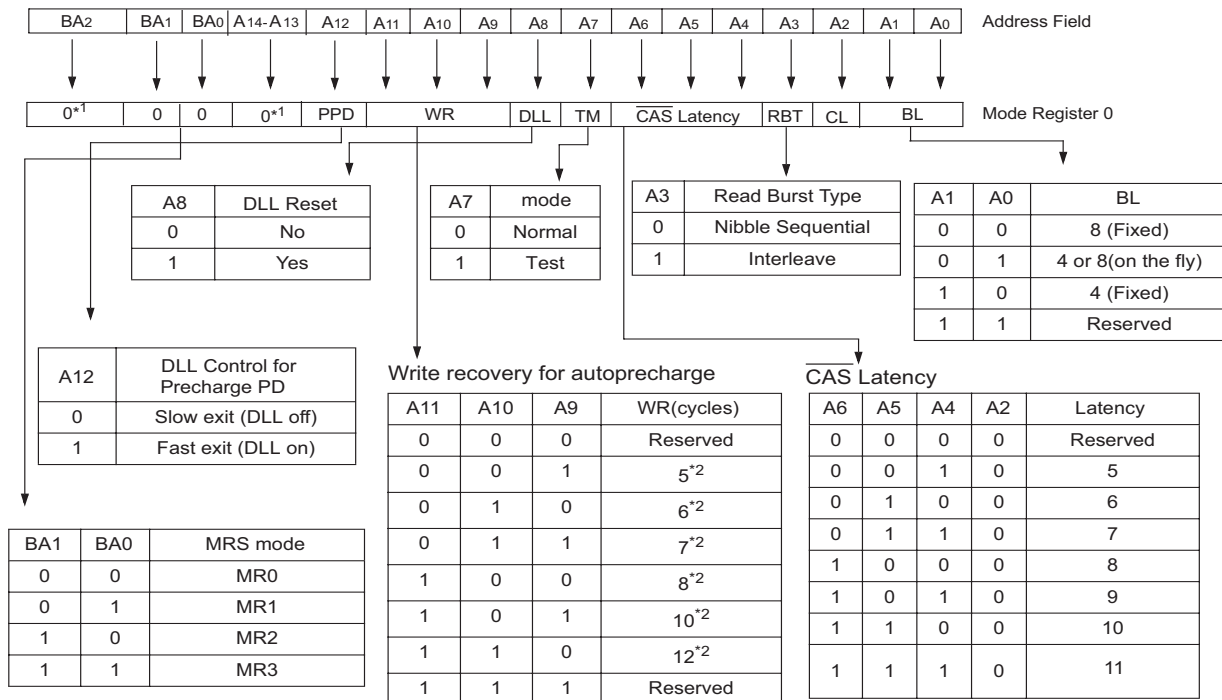 BA2 BA1 BA0 A14-A13 A12 A11 A10 A9 A8 A7 A6 A5 A4 A3 A2 A1 A0 Address Field
0*1 0 0 0*1 PPD WR DLL TM CAS Latency RBT CL BL Mode Register 0
A8 DLL Reset
0 No
1 Yes
A7 mode
0 Normal
1 Test
A3 Read Burst Type
0 Nibble Sequential
1 Interleave
A1 A0 BL
0 0 8 (Fixed)
0 1 4 or 8(on the fly)
1 0 4 (Fixed)
1 1 Reserved
A12 DLL Control for
Precharge PD
0 Slow exit (DLL off)
1 Fast exit (DLL on)
Write recovery for autoprecharge
A11 A10 A9 WR(cycles)
0 0 0 Reserved
0 0 1 5*2
0 1 0 6*2
0 1 1 7*2
1 0 0 8*2
1 0 1 10*2
1 1 0 12*2
1 1 1 Reserved
CAS Latency
A6 A5 A4 A2 Latency
0 0 0 0 Reserved
0 0 1 0 5
0 1 0 0 6
0 1 1 0 7
1 0 0 0 8
1 0 1 0 9
1 1 0 0 10
1 1 1 0 11
BA1 BA0 MRS mode
0 0 MR0
0 1 MR1
1 0 MR2
1 1 MR3